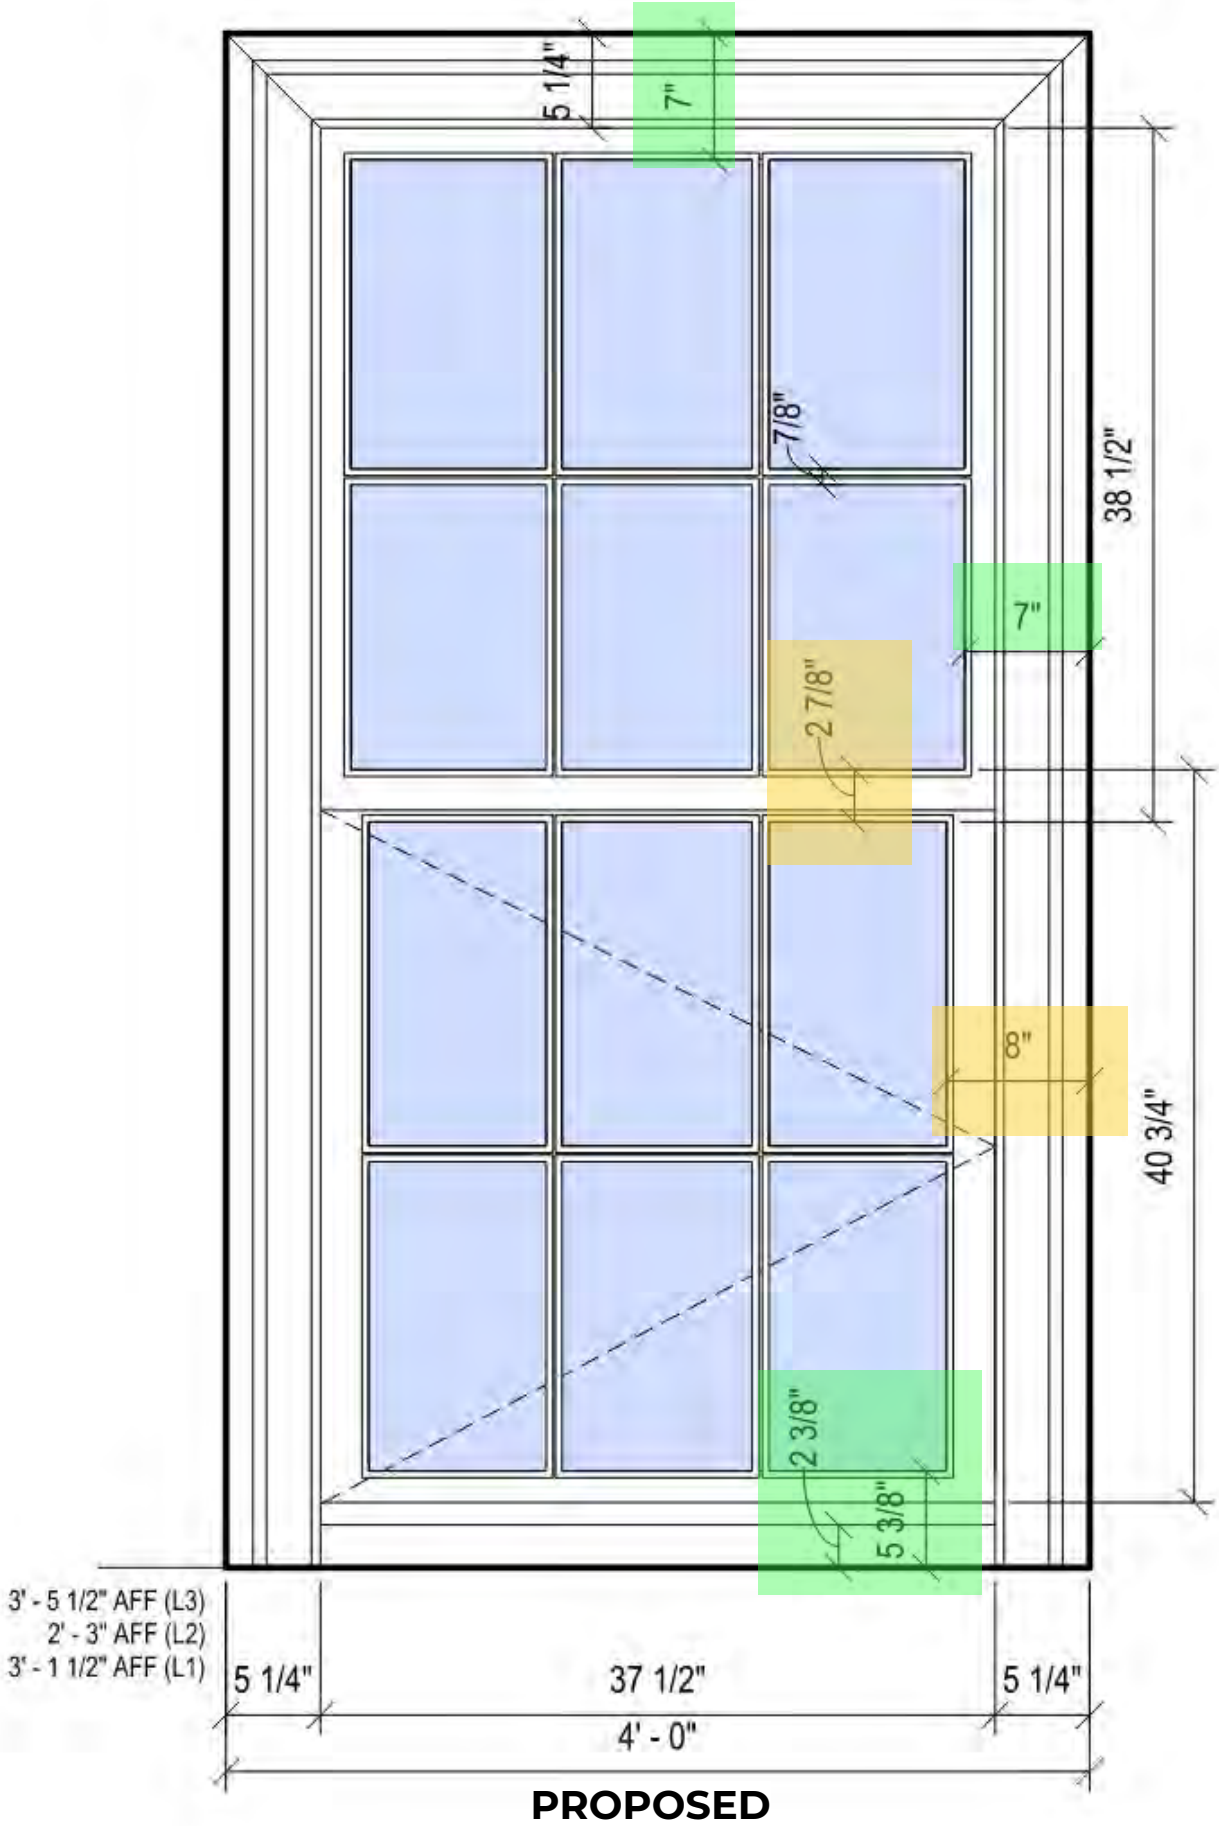 5 1/4"
7"
7/8"
38 1/2"
7"
2 7/8"
8"
40 3/4"
2 3/8"
5 3/8"
3' - 5 1/2" AFF (L3)
2' - 3" AFF (L2)
3' - 1 1/2" AFF (L1)
5 1/4"
37 1/2"
5 1/4"
4' - 0"
PROPOSED